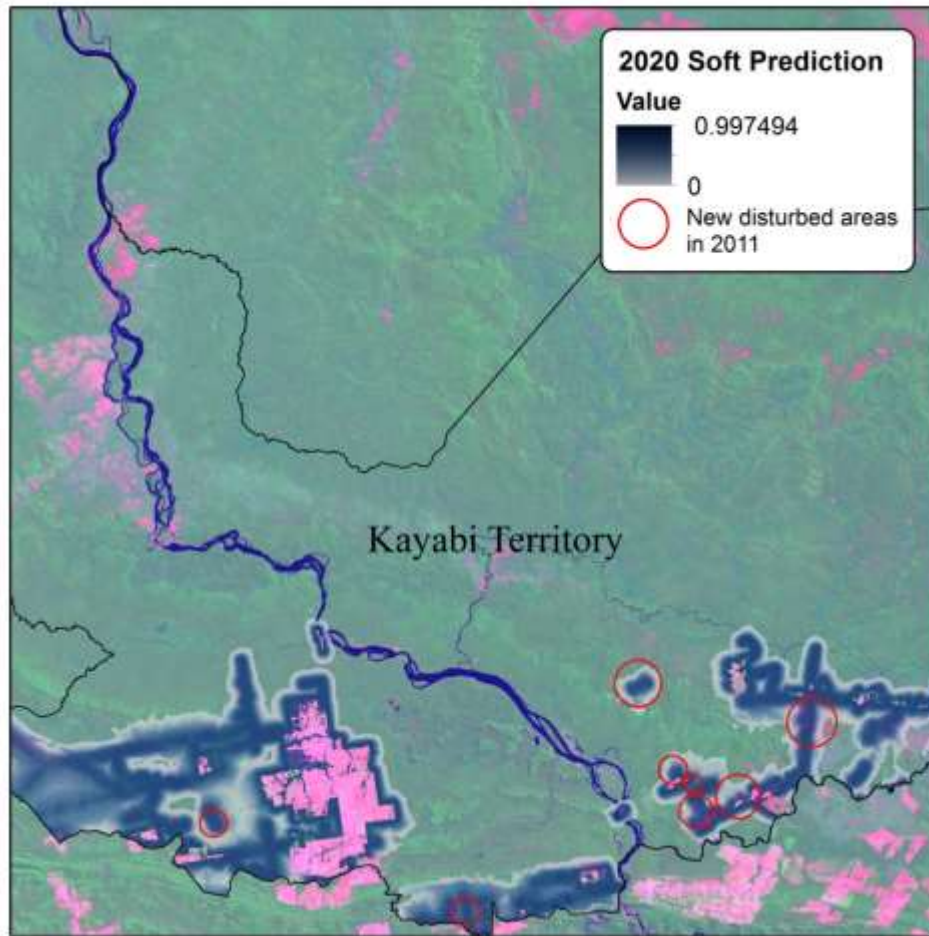 2020 Soft Prediction
Value
0.997494
0
New disturbed areas
in 2011
Kayabi Territory